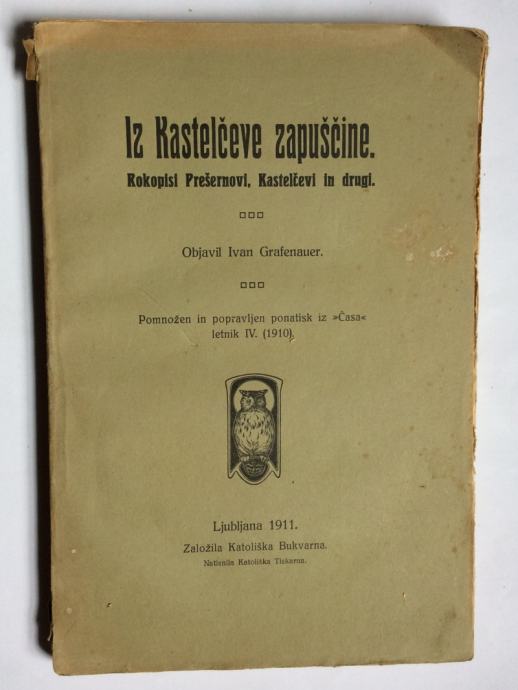 Iz Kastelčeve zapuščine.
Rokopisi Prešernovi, Kastelčevi in drugi.
Objavil Ivan Grafenauer.
Pomnožen in popravljen ponatisk iz »Časa«
letnik IV. (1910).
Ljubljana 1911.
Založila Katoliška Bukvarna.
Natisnila Katoliška Tiskarna.